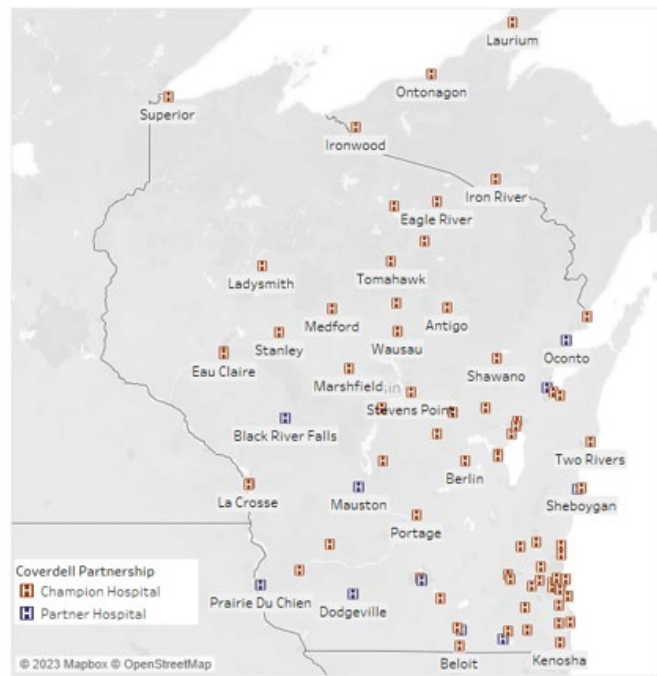 Laurium
Ontonagon
Superior
Ironwood
Iron River
Eagle River
Ladysmith
Tomahawk
Medford
Antigo
Stanley
Wausau
Oconto
Eau Claire
Shawano
Marshfield
Stevens Point
Black River Falls
Two Rivers
Berlin
La Crosse
Mauston
Sheboygan
Portage
Coverdell Partnership
H Champion Hospital
H Partner Hospital
Prairie Du Chien
Dodgeville
© 2023 Mapbox © OpenStreetMap
Beloit
Kenosha